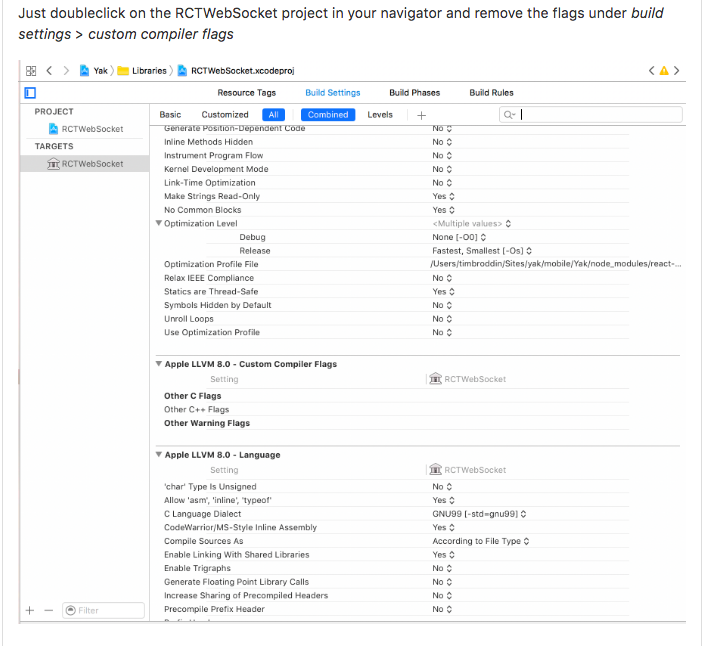 Just doubleclick on the RCTWebSocket project in your navigator and remove the flags under build
settings > custom compiler flags
Yak Libraries RCTWebSocket.xcodeproj
Resource Tags Build Settings Build Phases Build Rules
PROJECT
RCTWebSocket
TARGETS
RCTWebSocket
Basic Customized All Combined Levels +
Generate Position-Dependent Code No
Inline Methods Hidden No
Instrument Program Flow No
Kernel Development Mode No
Link-Time Optimization No
Make Strings Read-Only Yes
No Common Blocks Yes
Optimization Level <Multiple values>
Debug None [-O0]
Release Fastest, Smallest [-Os]
Optimization Profile File /Users/timbroddin/Sites/yak/mobile/Yak/node_modules/react-...
Relax IEEE Compliance No
Statics are Thread-Safe Yes
Symbols Hidden by Default No
Unroll Loops No
Use Optimization Profile No
Apple LLVM 8.0 - Custom Compiler Flags
Setting RCTWebSocket
Other C Flags
Other C++ Flags
Other Warning Flags
Apple LLVM 8.0 - Language
Setting RCTWebSocket
'char' Type Is Unsigned No
Allow 'asm', 'inline', 'typeof' Yes
C Language Dialect GNU99 [-std=gnu99]
CodeWarrior/MS-Style Inline Assembly Yes
Compile Sources As According to File Type
Enable Linking With Shared Libraries Yes
Enable Trigraphs No
Generate Floating Point Library Calls No
Increase Sharing of Precompiled Headers No
Precompile Prefix Header No
+ − Filter